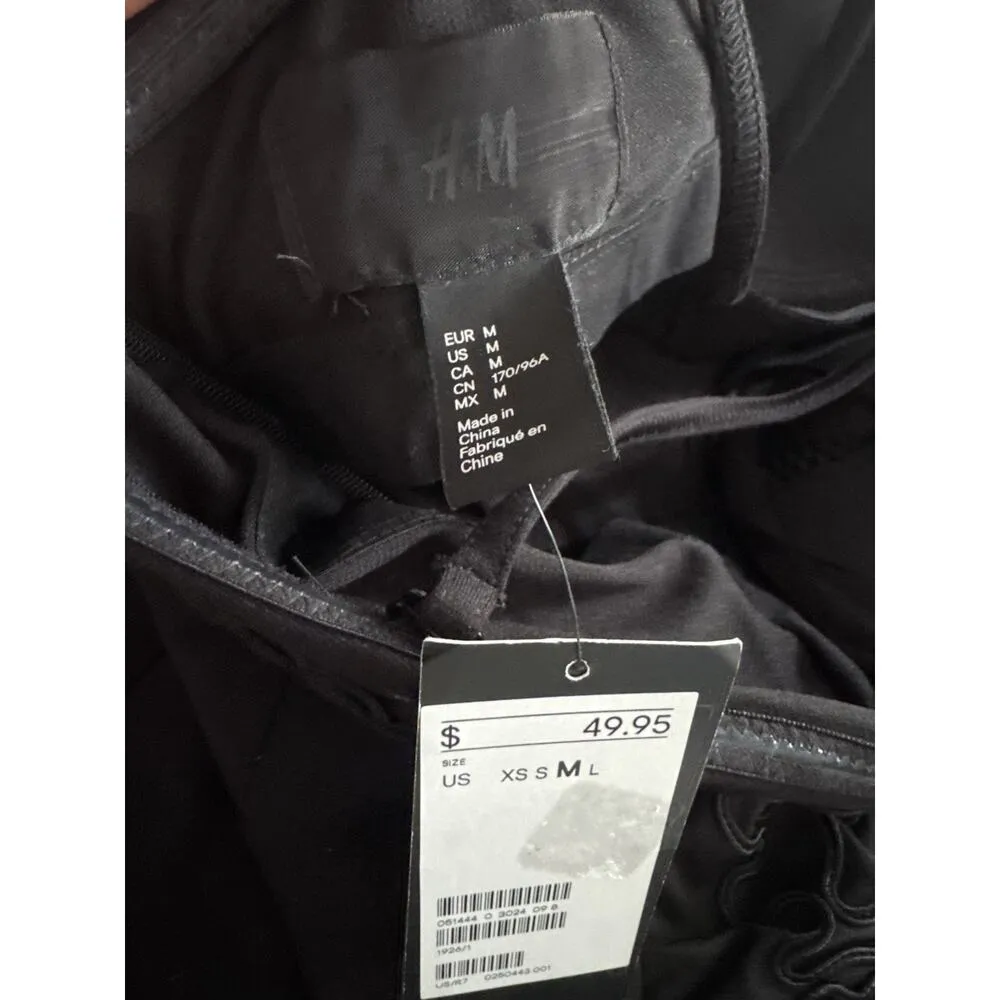 H&M
EUR M
US M
CA M
CN 170/96A
MX M
Made in
China
Fabriqué en
Chine
$ 49.95
SIZE
US XS S M L
051444 0 3024 09 8
1926/1
US/R7 0250443 001